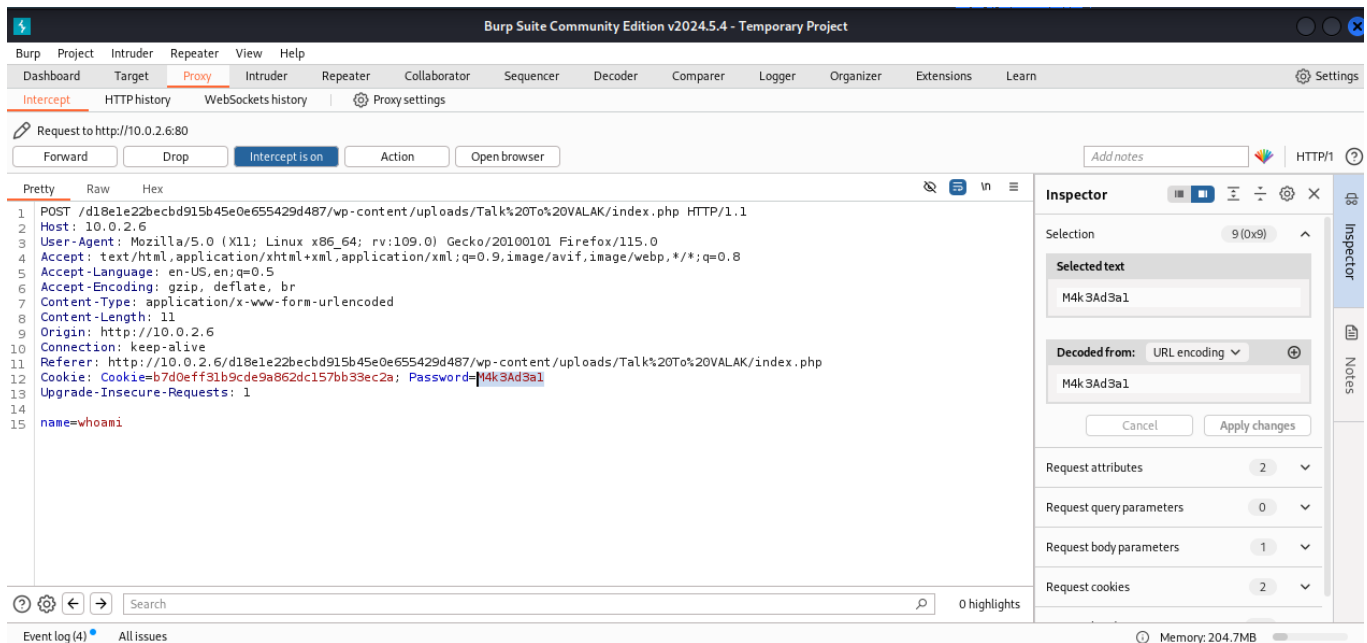 Burp Suite Community Edition v2024.5.4 - Temporary Project
Burp Project Intruder Repeater View Help
Dashboard Target Proxy Intruder Repeater Collaborator Sequencer Decoder Comparer Logger Organizer Extensions Learn Settings
Intercept HTTP history WebSockets history Proxy settings
Request to http://10.0.2.6:80
Forward Drop Intercept is on Action Open browser Add notes HTTP/1
Pretty Raw Hex \n
1 POST /d18e1e22becbd915b45e0e655429d487/wp-content/uploads/Talk%20To%20VALAK/index.php HTTP/1.1
2 Host: 10.0.2.6
3 User-Agent: Mozilla/5.0 (X11; Linux x86_64; rv:109.0) Gecko/20100101 Firefox/115.0
4 Accept: text/html,application/xhtml+xml,application/xml;q=0.9,image/avif,image/webp,*/*;q=0.8
5 Accept-Language: en-US,en;q=0.5
6 Accept-Encoding: gzip, deflate, br
7 Content-Type: application/x-www-form-urlencoded
8 Content-Length: 11
9 Origin: http://10.0.2.6
10 Connection: keep-alive
11 Referer: http://10.0.2.6/d18e1e22becbd915b45e0e655429d487/wp-content/uploads/Talk%20To%20VALAK/index.php
12 Cookie: Cookie=b7d0eff31b9cde9a862dc157bb33ec2a; Password=M4k3Ad3a1
13 Upgrade-Insecure-Requests: 1
14
15 name=whoami
Inspector
Selection 9 (0x9)
Selected text
M4k3Ad3a1
Decoded from: URL encoding
M4k3Ad3a1
Cancel Apply changes
Request attributes 2
Request query parameters 0
Request body parameters 1
Request cookies 2
Inspector
Notes
Search 0 highlights
Event log (4) All issues Memory: 204.7MB